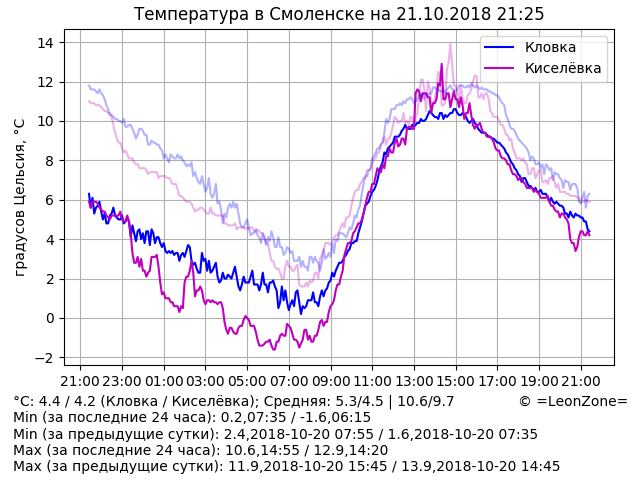 Температура в Смоленске на 21.10.2018 21:25
градусов Цельсия, °C
14
12
10
8
6
4
2
0
−2
Кловка
Киселёвка
21:00 23:00 01:00 03:00 05:00 07:00 09:00 11:00 13:00 15:00 17:00 19:00 21:00
°C: 4.4 / 4.2 (Кловка / Киселёвка); Средняя: 5.3/4.5 | 10.6/9.7 © =LeonZone=
Min (за последние 24 часа): 0.2,07:35 / -1.6,06:15
Min (за предыдущие сутки): 2.4,2018-10-20 07:55 / 1.6,2018-10-20 07:35
Max (за последние 24 часа): 10.6,14:55 / 12.9,14:20
Max (за предыдущие сутки): 11.9,2018-10-20 15:45 / 13.9,2018-10-20 14:45